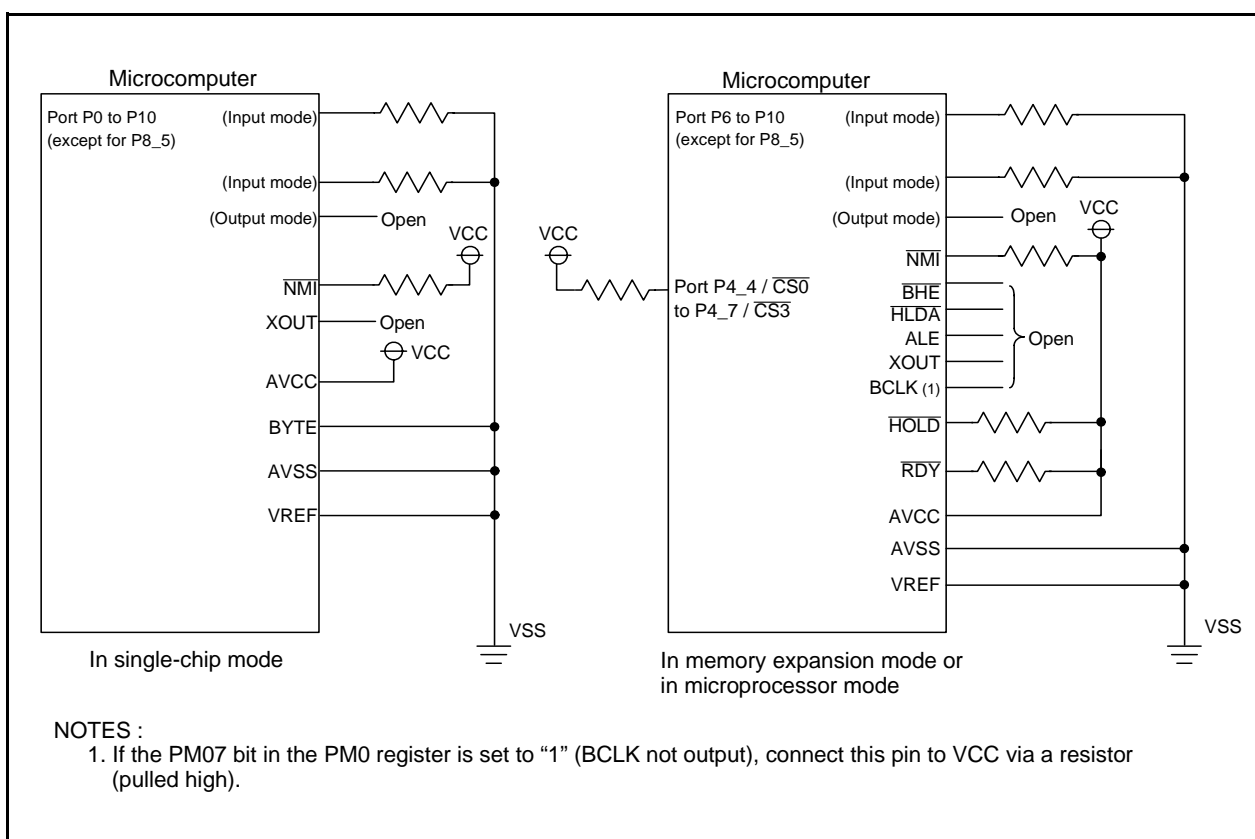 Microcomputer
Port P0 to P10
(except for P8_5)
(Input mode)
(Input mode)
(Output mode)
Open
VCC
NMI
XOUT
Open
VCC
AVCC
BYTE
AVSS
VREF
VSS
In single-chip mode
Microcomputer
Port P6 to P10
(except for P8_5)
(Input mode)
(Input mode)
(Output mode)
Open
VCC
VCC
Port P4_4 / CS0
to P4_7 / CS3
NMI
BHE
HLDA
ALE
XOUT
BCLK (1)
Open
HOLD
RDY
AVCC
AVSS
VREF
VSS
In memory expansion mode or
in microprocessor mode
NOTES :
1. If the PM07 bit in the PM0 register is set to “1” (BCLK not output), connect this pin to VCC via a resistor
(pulled high).